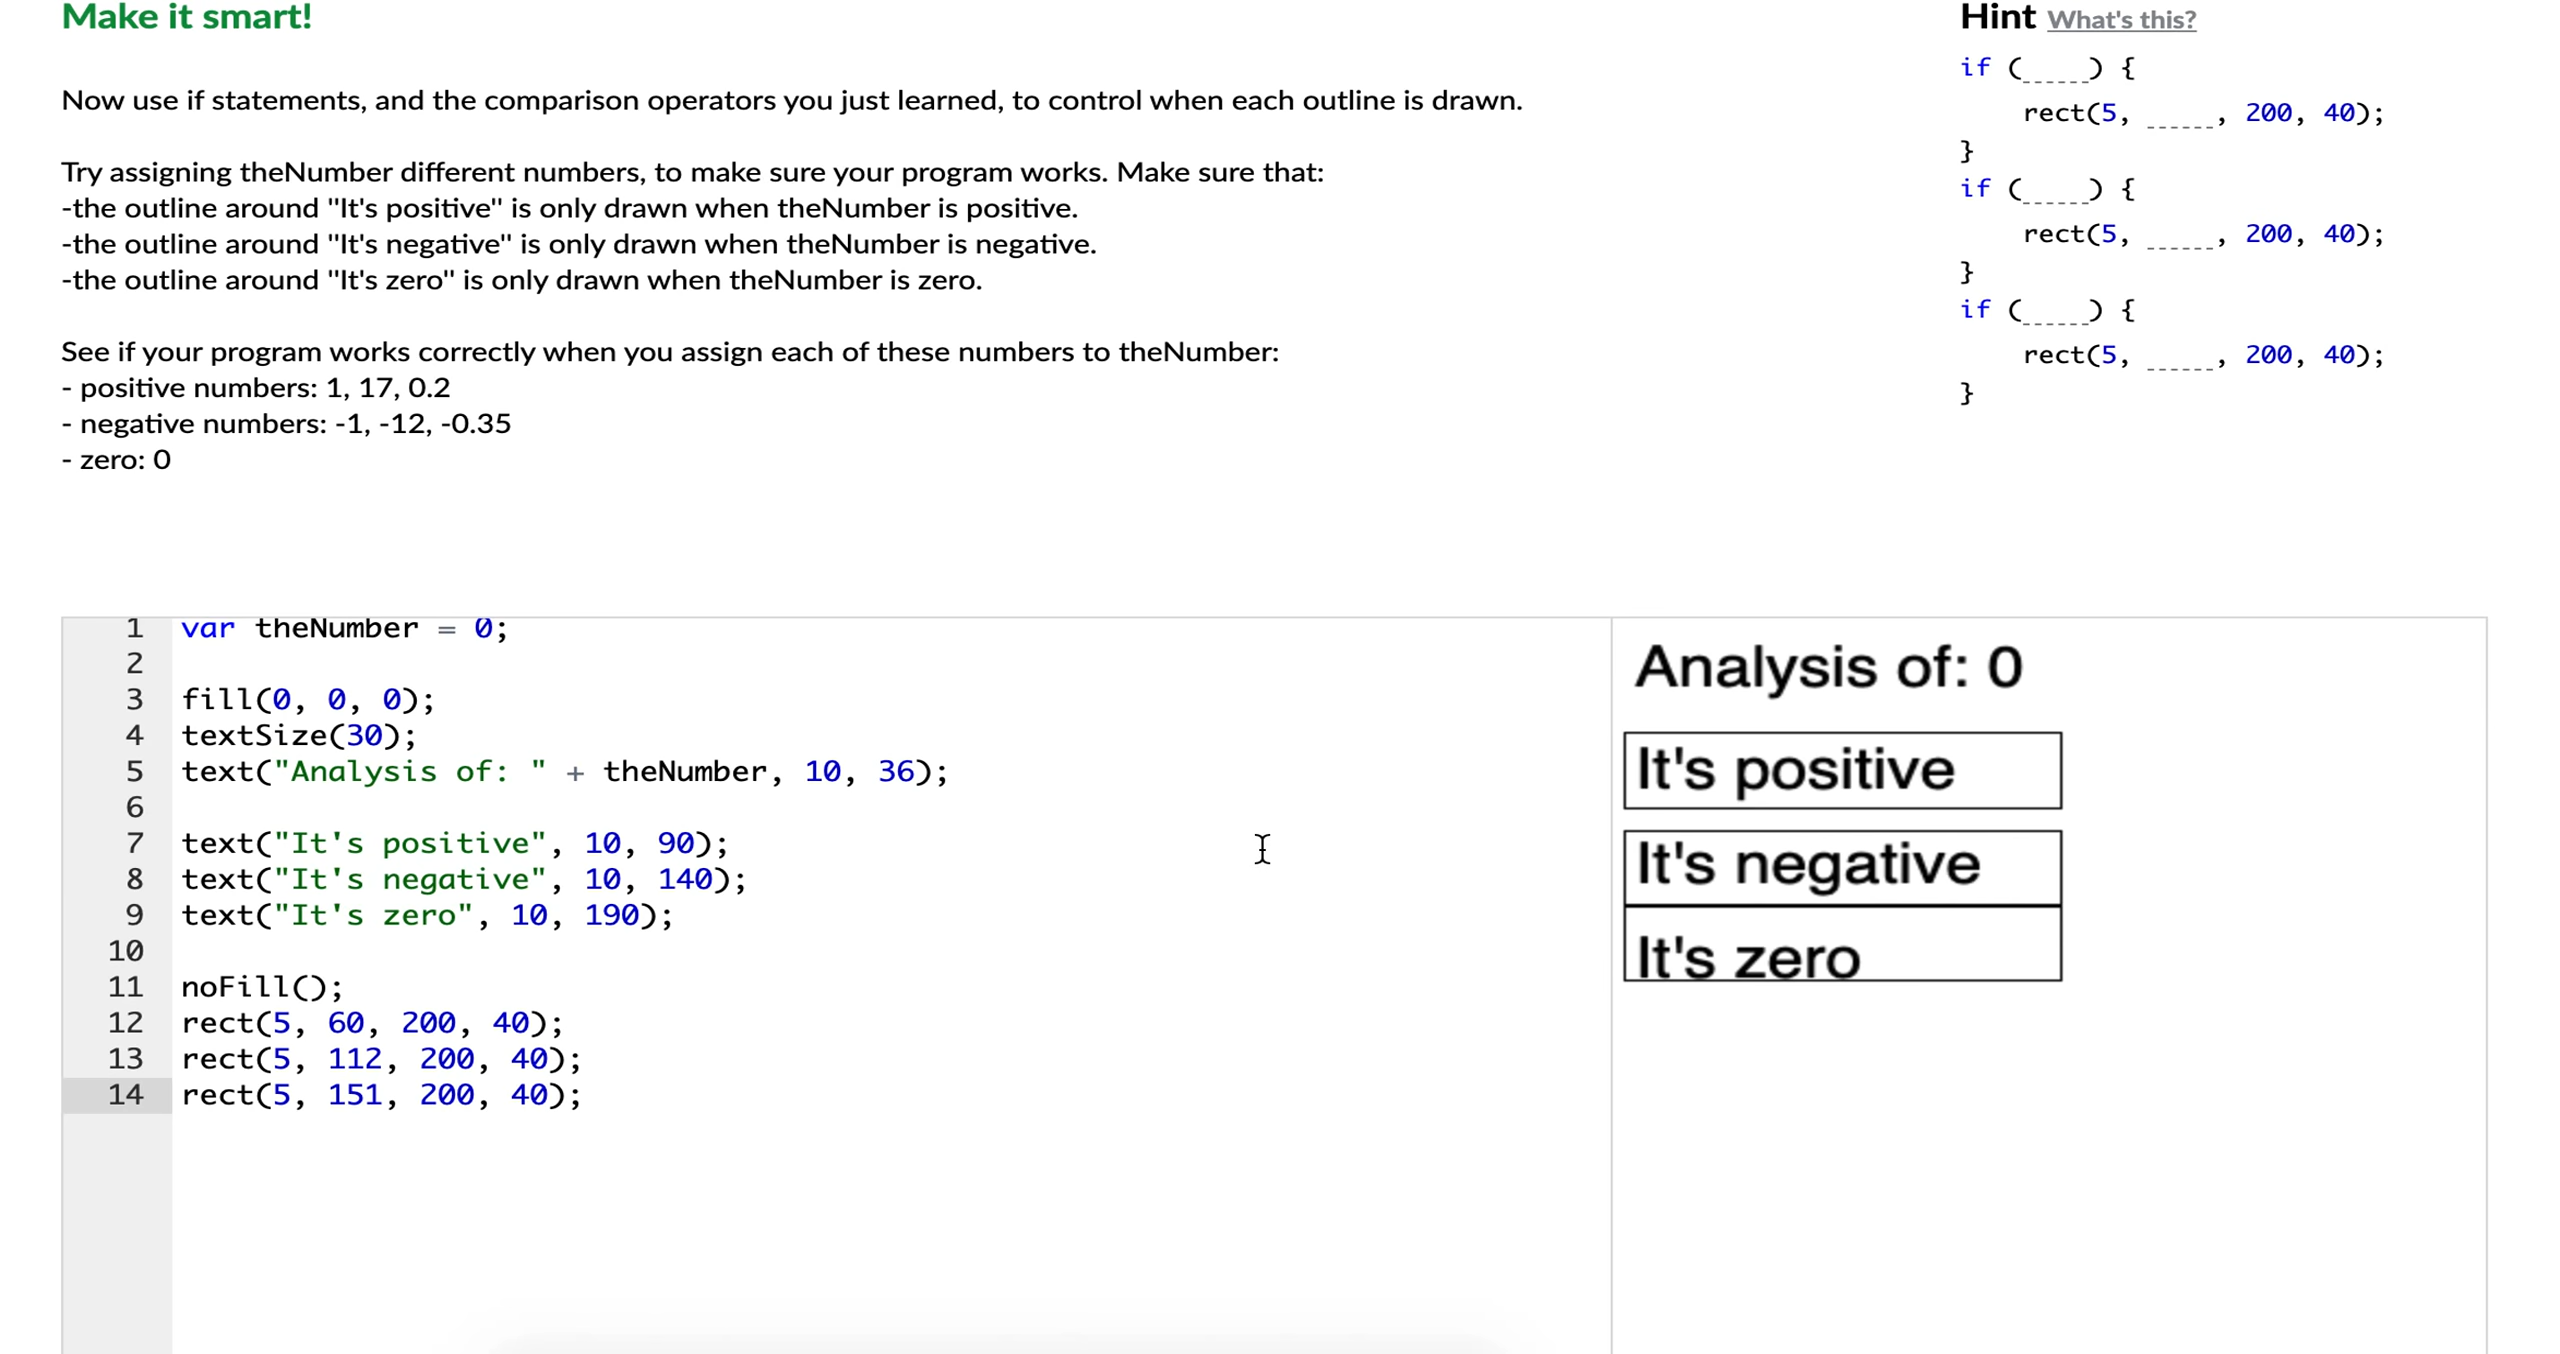 Make it smart!
Now use if statements, and the comparison operators you just learned, to control when each outline is drawn.
Try assigning theNumber different numbers, to make sure your program works. Make sure that:
-the outline around "It's positive" is only drawn when theNumber is positive.
-the outline around "It's negative" is only drawn when theNumber is negative.
-the outline around "It's zero" is only drawn when theNumber is zero.
See if your program works correctly when you assign each of these numbers to theNumber:
- positive numbers: 1, 17, 0.2
- negative numbers: -1, -12, -0.35
- zero: 0
Hint What's this?
if (_____) {
    rect(5, ______, 200, 40);
}
if (_____) {
    rect(5, ______, 200, 40);
}
if (_____) {
    rect(5, ______, 200, 40);
}
1 var theNumber = 0;
2
3 fill(0, 0, 0);
4 textSize(30);
5 text("Analysis of: " + theNumber, 10, 36);
6
7 text("It's positive", 10, 90);
8 text("It's negative", 10, 140);
9 text("It's zero", 10, 190);
10
11 noFill();
12 rect(5, 60, 200, 40);
13 rect(5, 112, 200, 40);
14 rect(5, 151, 200, 40);
Analysis of: 0
It's positive
It's negative
It's zero